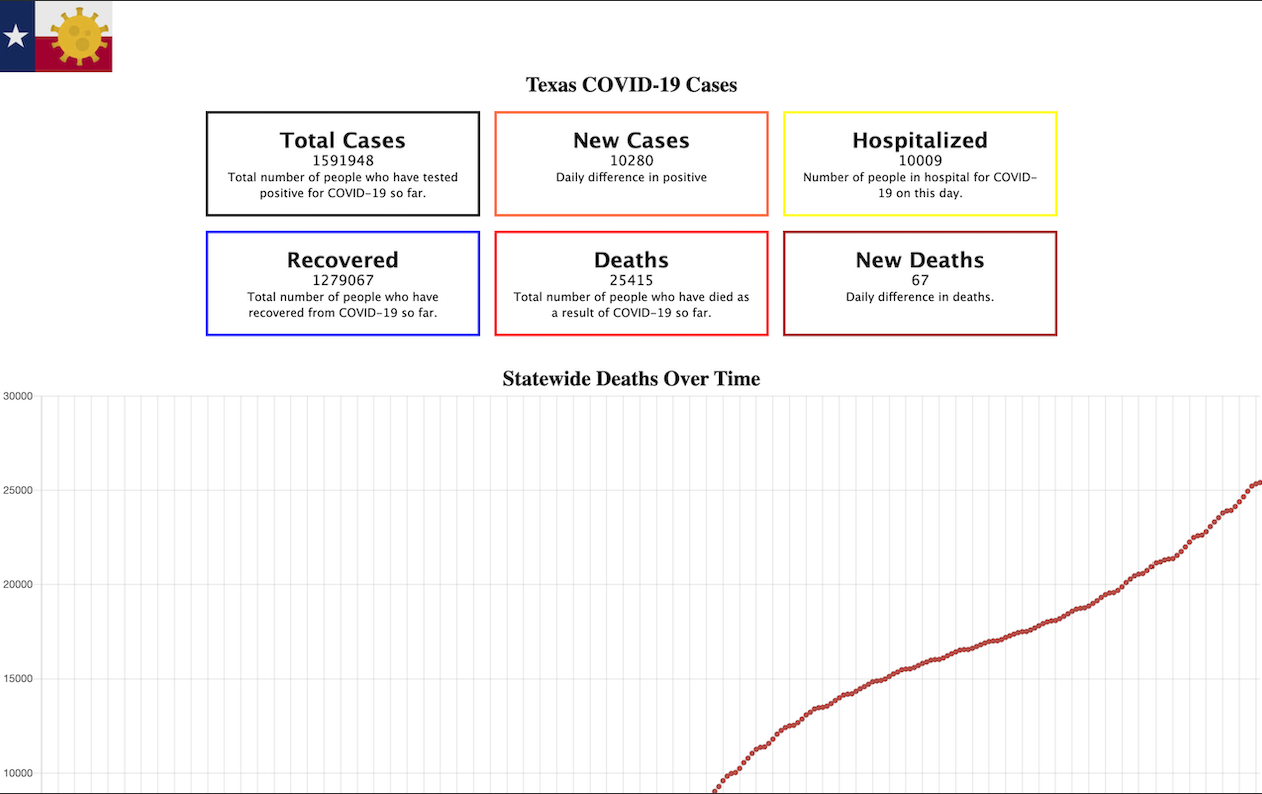 Texas COVID-19 Cases
Total Cases
1591948
Total number of people who have tested
positive for COVID-19 so far.
New Cases
10280
Daily difference in positive
Hospitalized
10009
Number of people in hospital for COVID-
19 on this day.
Recovered
1279067
Total number of people who have
recovered from COVID-19 so far.
Deaths
25415
Total number of people who have died as
a result of COVID-19 so far.
New Deaths
67
Daily difference in deaths.
Statewide Deaths Over Time
30000
25000
20000
15000
10000